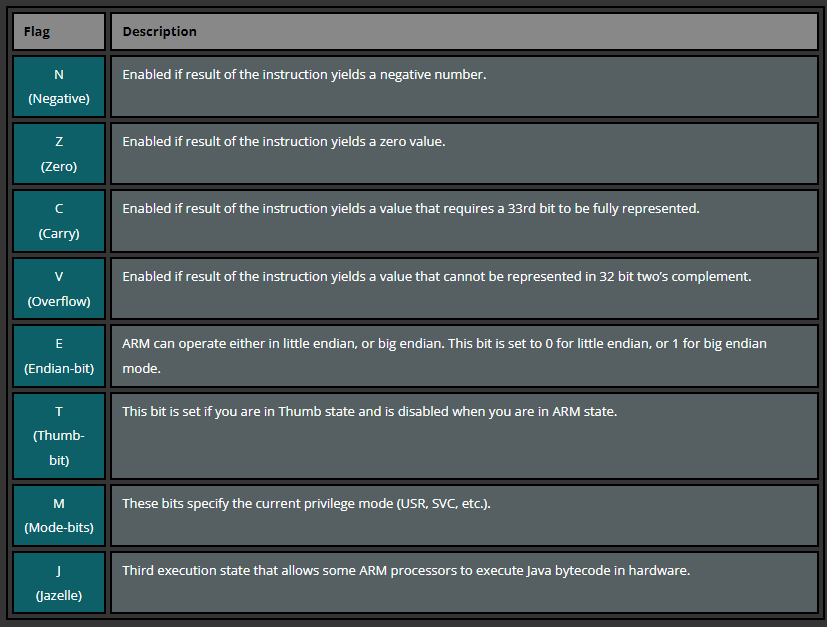 Flag Description
N
(Negative)
Enabled if result of the instruction yields a negative number.
Z
(Zero)
Enabled if result of the instruction yields a zero value.
C
(Carry)
Enabled if result of the instruction yields a value that requires a 33rd bit to be fully represented.
V
(Overflow)
Enabled if result of the instruction yields a value that cannot be represented in 32 bit two’s complement.
E
(Endian-bit)
ARM can operate either in little endian, or big endian. This bit is set to 0 for little endian, or 1 for big endian
mode.
T
(Thumb-
bit)
This bit is set if you are in Thumb state and is disabled when you are in ARM state.
M
(Mode-bits)
These bits specify the current privilege mode (USR, SVC, etc.).
J
(Jazelle)
Third execution state that allows some ARM processors to execute Java bytecode in hardware.